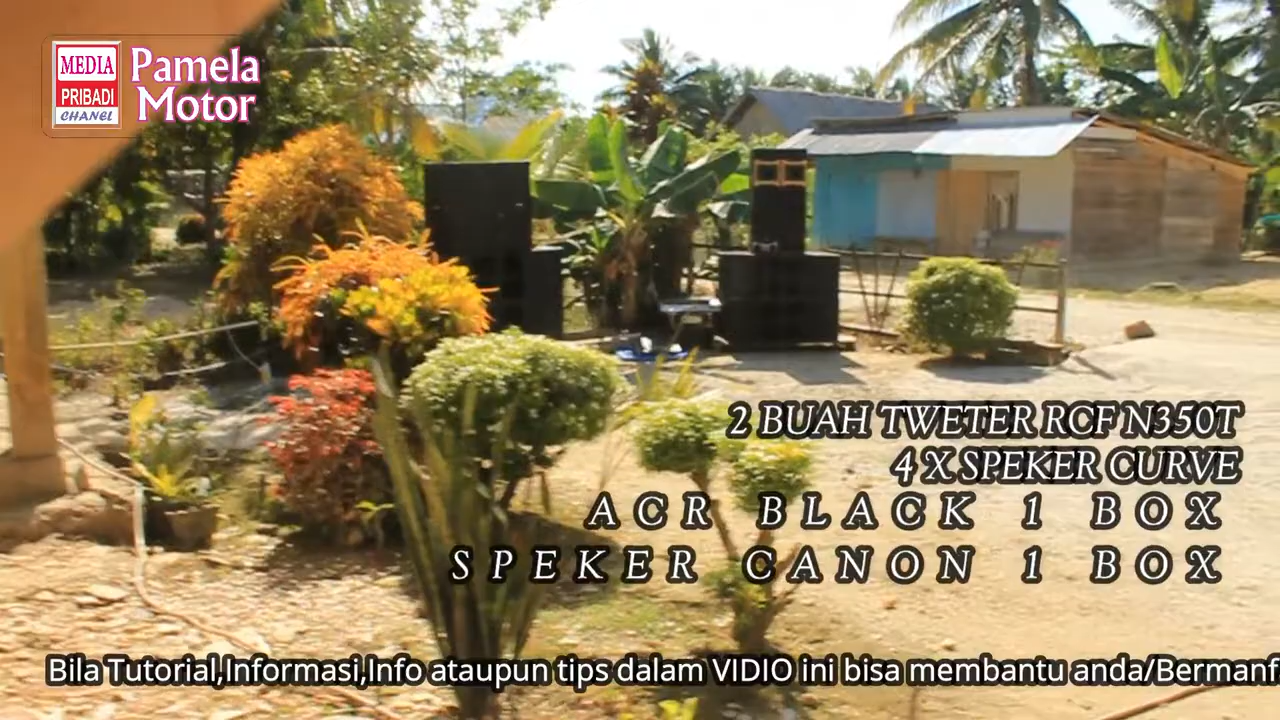 MEDIA
PRIBADI
CHANEL
Pamela
Motor
2 BUAH TWETER RCF N350T
4 X SPEKER CURVE
ACR BLACK 1 BOX
SPEKER CANON 1 BOX
Bila Tutorial,Informasi,Info ataupun tips dalam VIDIO ini bisa membantu anda/Bermanf